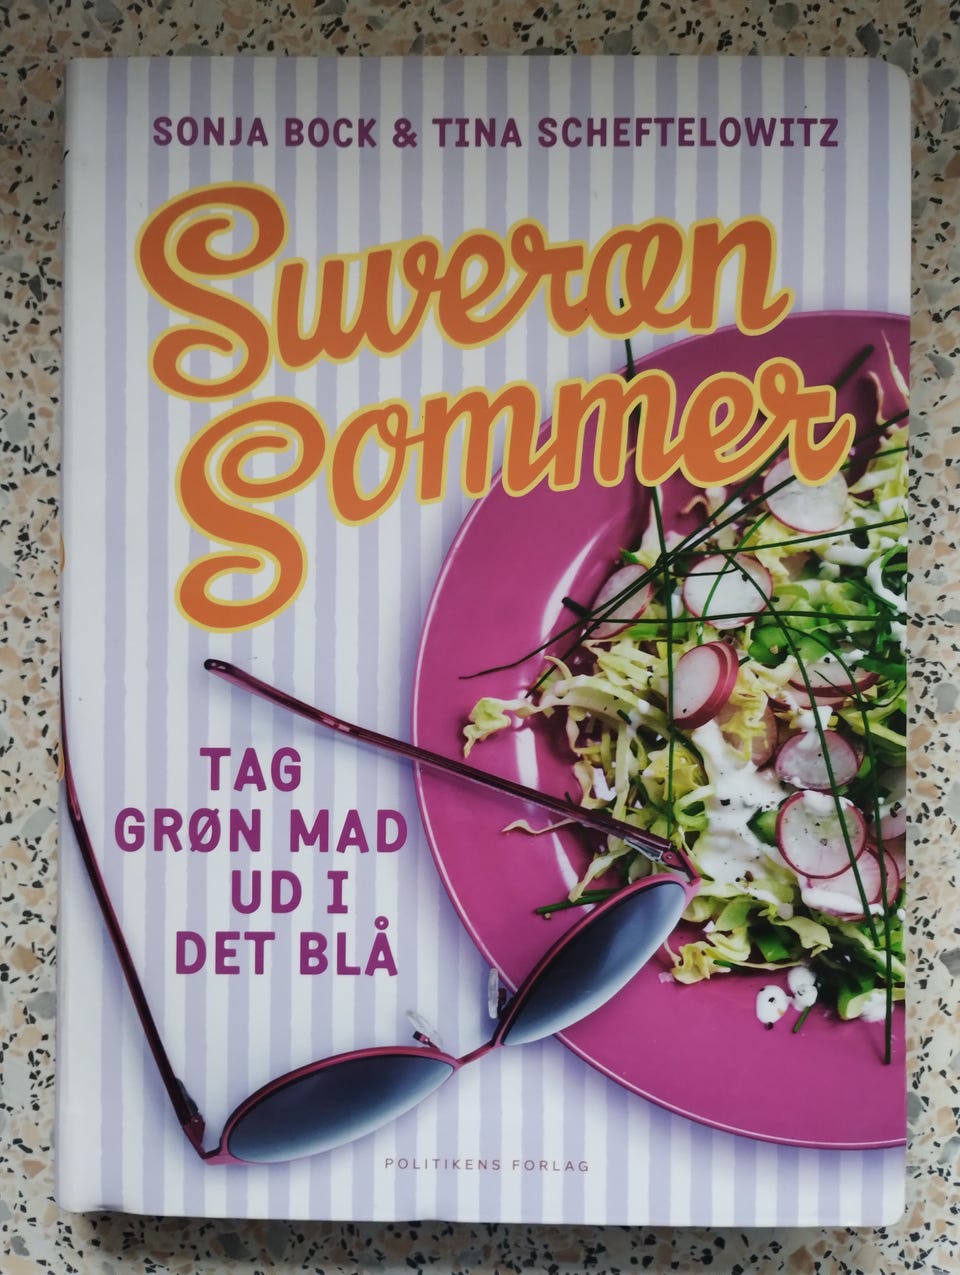 SONJA BOCK & TINA SCHEFTELOWITZ
Suveræn
Sommer
TAG
GRØN MAD
UD I
DET BLÅ
POLITIKENS FORLAG